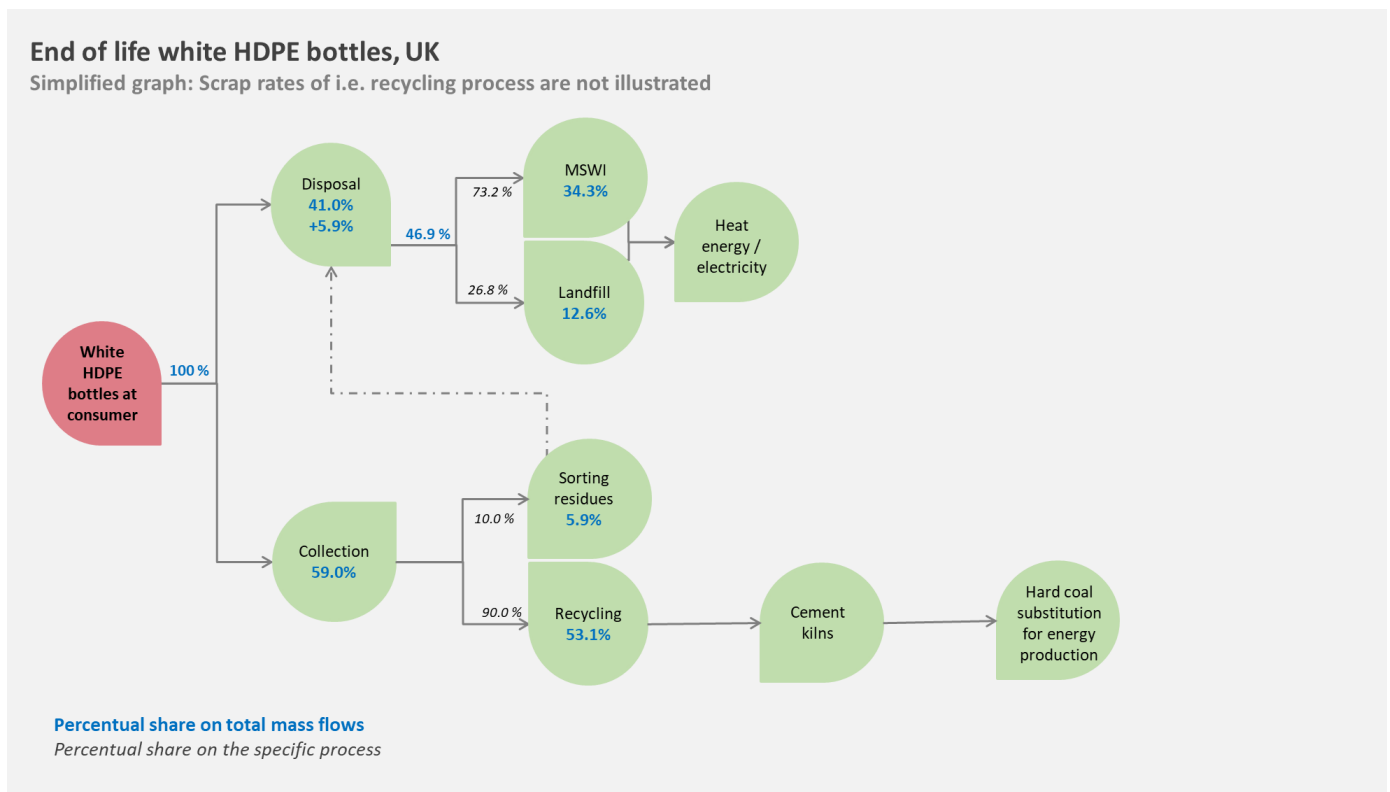 End of life white HDPE bottles, UK
Simplified graph: Scrap rates of i.e. recycling process are not illustrated
White
HDPE
bottles at
consumer
100 %
Disposal
41.0%
+5.9%
46.9 %
73.2 %
26.8 %
MSWI
34.3%
Landfill
12.6%
Heat
energy /
electricity
Collection
59.0%
10.0 %
90.0 %
Sorting
residues
5.9%
Recycling
53.1%
Cement
kilns
Hard coal
substitution
for energy
production
Percentual share on total mass flows
Percentual share on the specific process